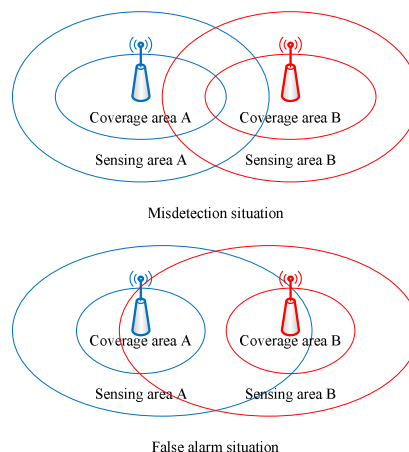 Coverage area A Coverage area B
Sensing area A Sensing area B
Misdetection situation
Coverage area A Coverage area B
Sensing area A Sensing area B
False alarm situation